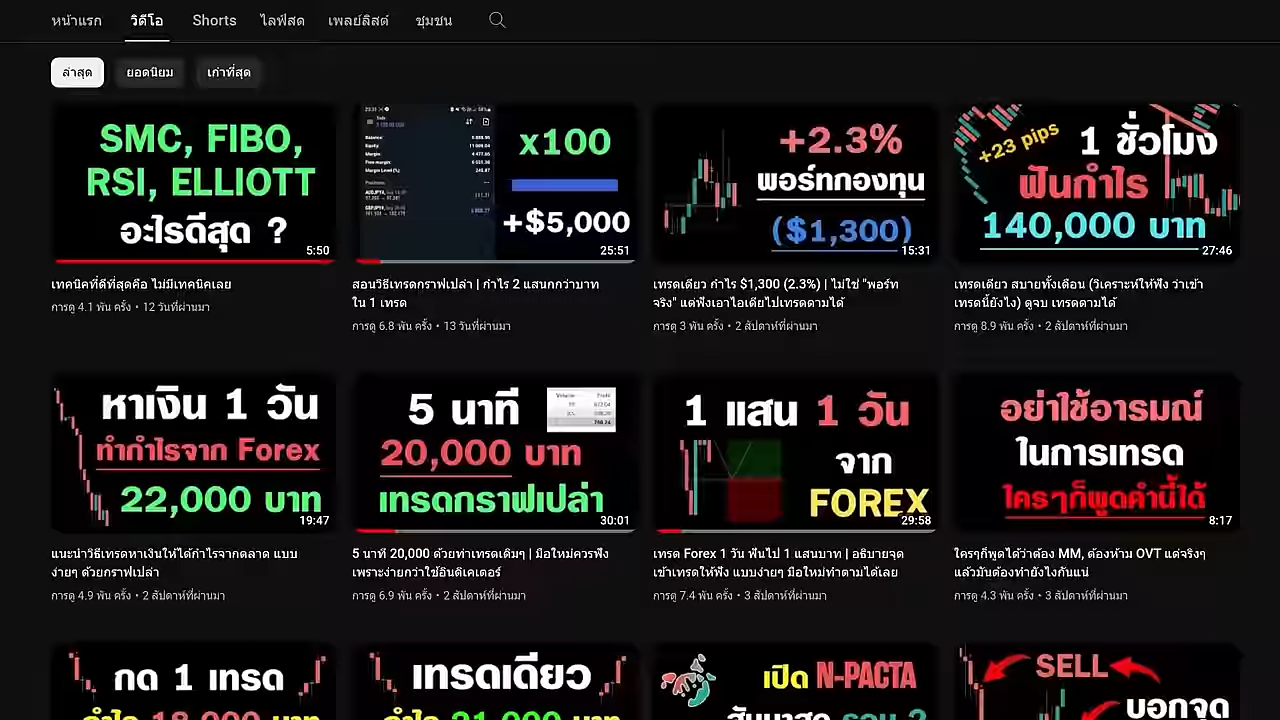 หน้าแรก วิดีโอ Shorts ไลฟ์สด เพลย์ลิสต์ ชุมชน
ล่าสุด ยอดนิยม เก่าที่สุด
SMC, FIBO,
RSI, ELLIOTT
อะไรดีสุด ?
5:50
เทคนิคที่ดีที่สุดคือ ไม่มีเทคนิคเลย
การดู 4.1 พัน ครั้ง • 12 วันที่ผ่านมา
x100
+$5,000
25:51
สอนวิธีเทรดกราฟเปล่า | กำไร 2 แสนกกว่าบาท
ใน 1 เทรด
การดู 6.8 พัน ครั้ง • 13 วันที่ผ่านมา
+2.3%
พอร์ทกองทุน
($1,300)
15:31
เทรดเดียว กำไร $1,300 (2.3%) | ไม่ใช่ "พอร์ท
จริง" แต่ฟังเอาไอเดียไปเทรดตามได้
การดู 3 พัน ครั้ง • 2 สัปดาห์ที่ผ่านมา
+23 pips
1 ชั่วโมง
ฟันกำไร
140,000 บาท
27:46
เทรดเดียว สบายทั้งเดือน (วิเคราะห์ให้ฟัง ว่าเข้า
เทรดนี้ยังไง) ดูจบ เทรดตามได้
การดู 8.9 พัน ครั้ง • 2 สัปดาห์ที่ผ่านมา
หาเงิน 1 วัน
ทำกำไรจาก Forex
22,000 บาท
19:47
แนะนำวิธีเทรดหาเงินให้ได้กำไรจากตลาด แบบ
ง่ายๆ ด้วยกราฟเปล่า
การดู 4.9 พัน ครั้ง • 2 สัปดาห์ที่ผ่านมา
5 นาที
20,000 บาท
เทรดกราฟเปล่า
30:01
5 นาที 20,000 ด้วยท่าเทรดเดิมๆ | มือใหม่ควรฟัง
เพราะง่ายกว่าใช้อินดิเคเตอร์
การดู 6.9 พัน ครั้ง • 2 สัปดาห์ที่ผ่านมา
1 แสน 1 วัน
จาก
FOREX
29:58
เทรด Forex 1 วัน ฟันไป 1 แสนบาท | อธิบายจุด
เข้าเทรดให้ฟัง แบบง่ายๆ มือใหม่ทำตามได้เลย
การดู 7.4 พัน ครั้ง • 3 สัปดาห์ที่ผ่านมา
อย่าใช้อารมณ์
ในการเทรด
ใครๆก็พูดคำนี้ได้
8:17
ใครๆก็พูดได้ว่าต้อง MM, ต้องห้าม OVT แต่จริงๆ
แล้วมันต้องทำยังไงกันแน่
การดู 4.3 พัน ครั้ง • 3 สัปดาห์ที่ผ่านมา
กด 1 เทรด
กำไร 18,000 บาท
เทรดเดียว
กำไร 21,000 บาท
เปิด N-PACTA
สัมมาสด รอบ 2
SELL
บอกจุด